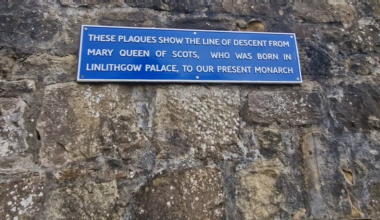 THESE PLAQUES SHOW THE LINE OF DESCENT FROM
MARY QUEEN OF SCOTS, WHO WAS BORN IN
LINLITHGOW PALACE, TO OUR PRESENT MONARCH